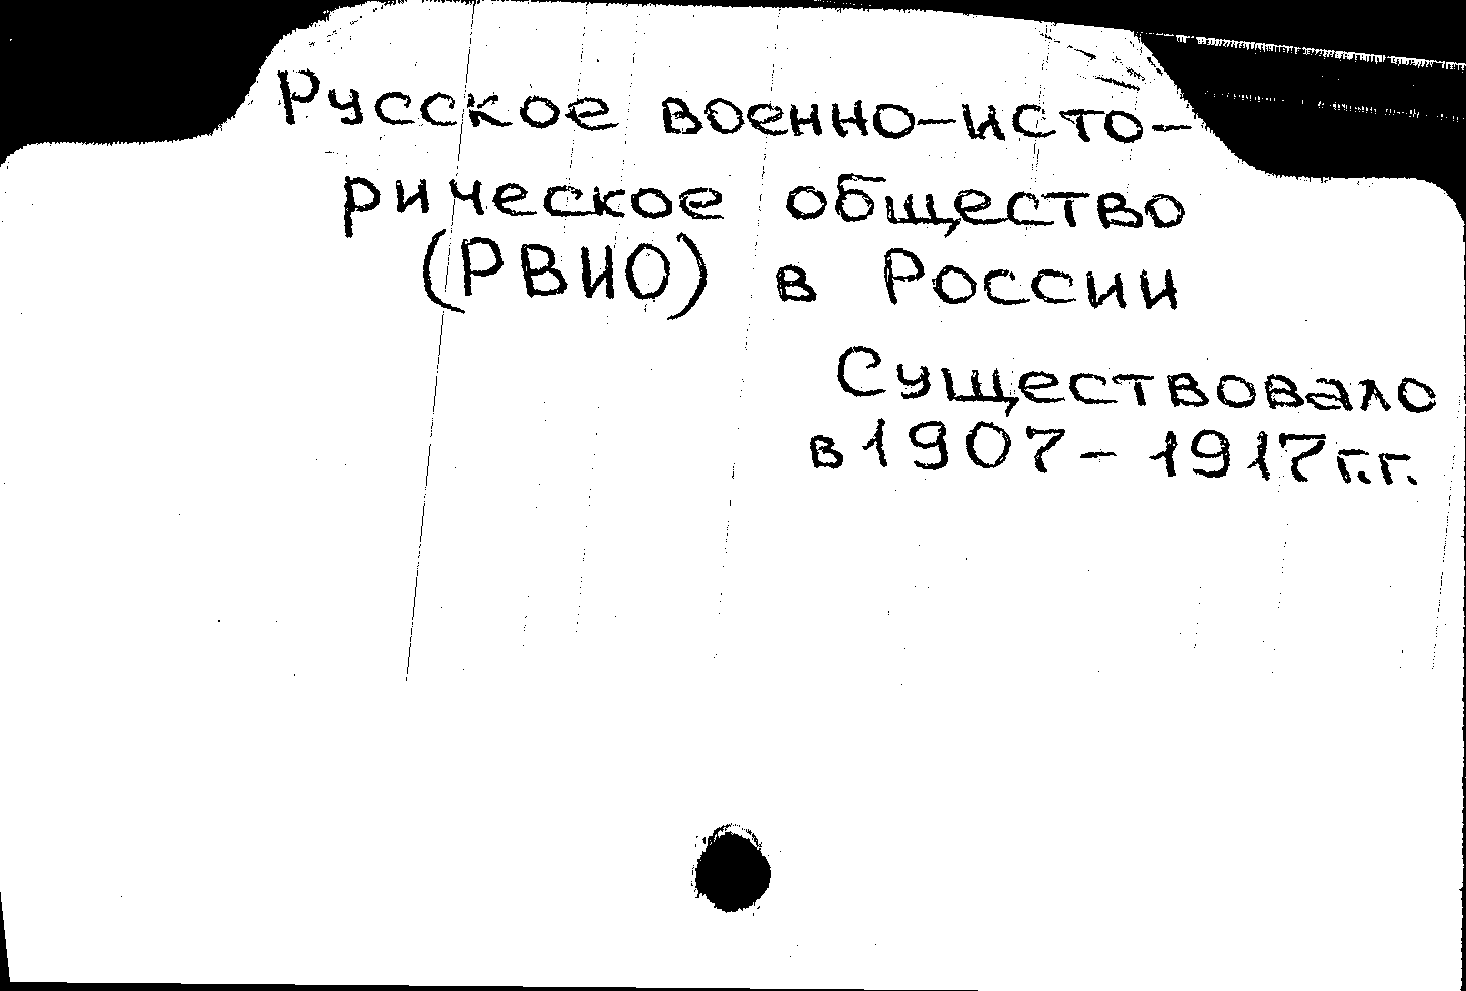 Русское военно-исто-
рическое общество
(РВИО) в России
Существовало
в 1907-1917 г.г.